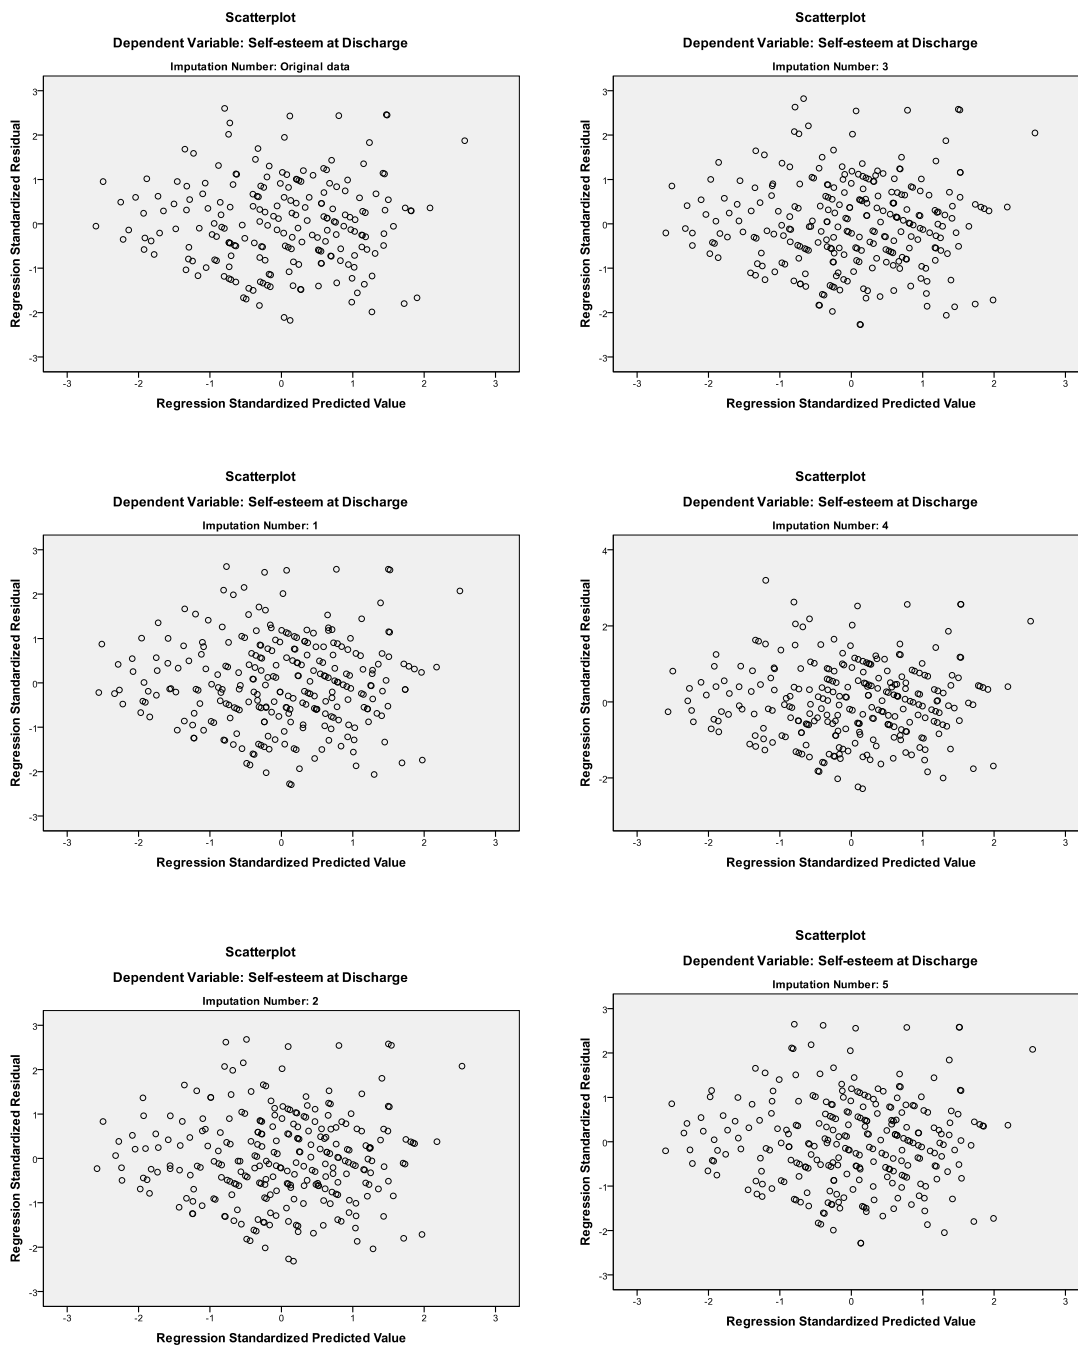 Scatterplot
Dependent Variable: Self-esteem at Discharge
Imputation Number: Original data
Regression Standardized Residual
3
2
1
0
-1
-2
-3
-3 -2 -1 0 1 2 3
Regression Standardized Predicted Value
Scatterplot
Dependent Variable: Self-esteem at Discharge
Imputation Number: 3
Regression Standardized Residual
3
2
1
0
-1
-2
-3
-3 -2 -1 0 1 2 3
Regression Standardized Predicted Value
Scatterplot
Dependent Variable: Self-esteem at Discharge
Imputation Number: 1
Regression Standardized Residual
3
2
1
0
-1
-2
-3
-3 -2 -1 0 1 2 3
Regression Standardized Predicted Value
Scatterplot
Dependent Variable: Self-esteem at Discharge
Imputation Number: 4
Regression Standardized Residual
4
2
0
-2
-3 -2 -1 0 1 2 3
Regression Standardized Predicted Value
Scatterplot
Dependent Variable: Self-esteem at Discharge
Imputation Number: 2
Regression Standardized Residual
3
2
1
0
-1
-2
-3
-3 -2 -1 0 1 2 3
Regression Standardized Predicted Value
Scatterplot
Dependent Variable: Self-esteem at Discharge
Imputation Number: 5
Regression Standardized Residual
3
2
1
0
-1
-2
-3
-3 -2 -1 0 1 2 3
Regression Standardized Predicted Value